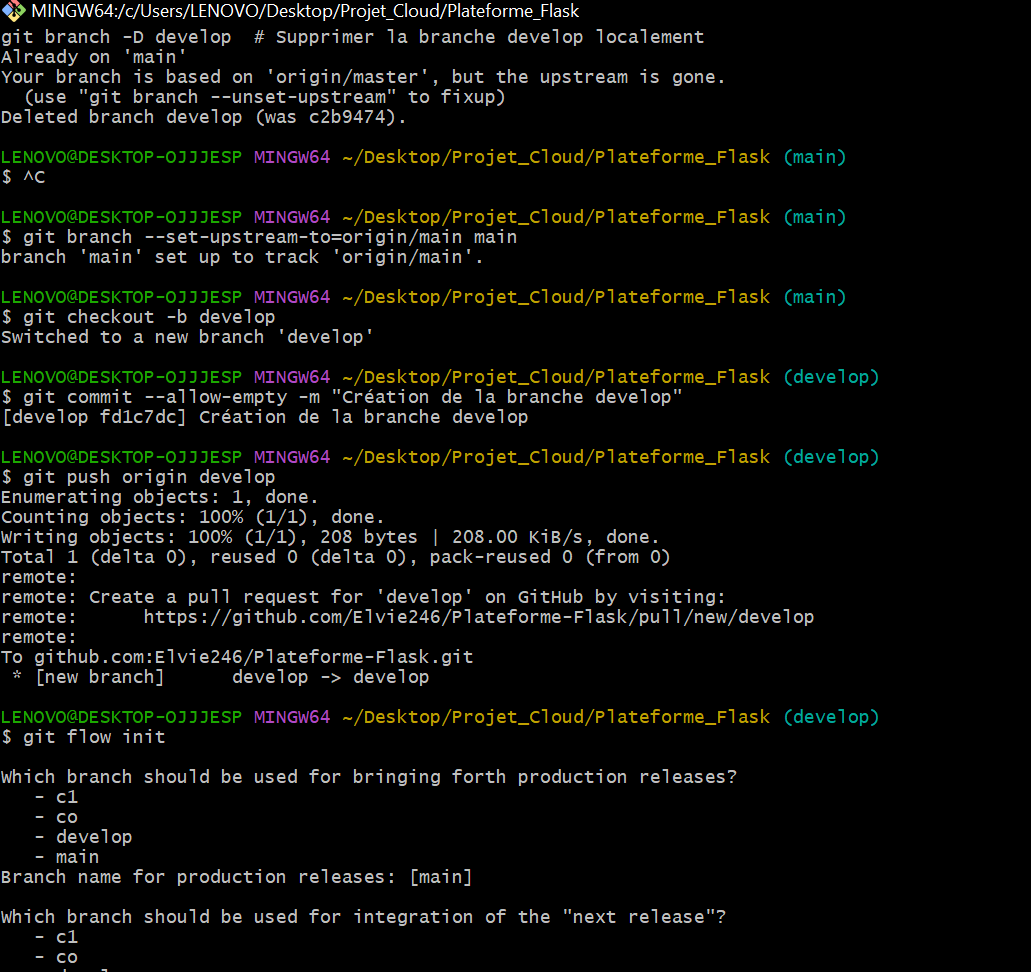 MINGW64:/c/Users/LENOVO/Desktop/Projet_Cloud/Plateforme_Flask
git branch -D develop  # Supprimer la branche develop localement
Already on 'main'
Your branch is based on 'origin/master', but the upstream is gone.
  (use "git branch --unset-upstream" to fixup)
Deleted branch develop (was c2b9474).
LENOVO@DESKTOP-OJJJESP MINGW64 ~/Desktop/Projet_Cloud/Plateforme_Flask (main)
$ ^C
LENOVO@DESKTOP-OJJJESP MINGW64 ~/Desktop/Projet_Cloud/Plateforme_Flask (main)
$ git branch --set-upstream-to=origin/main main
branch 'main' set up to track 'origin/main'.
LENOVO@DESKTOP-OJJJESP MINGW64 ~/Desktop/Projet_Cloud/Plateforme_Flask (main)
$ git checkout -b develop
Switched to a new branch 'develop'
LENOVO@DESKTOP-OJJJESP MINGW64 ~/Desktop/Projet_Cloud/Plateforme_Flask (develop)
$ git commit --allow-empty -m "Création de la branche develop"
[develop fd1c7dc] Création de la branche develop
LENOVO@DESKTOP-OJJJESP MINGW64 ~/Desktop/Projet_Cloud/Plateforme_Flask (develop)
$ git push origin develop
Enumerating objects: 1, done.
Counting objects: 100% (1/1), done.
Writing objects: 100% (1/1), 208 bytes | 208.00 KiB/s, done.
Total 1 (delta 0), reused 0 (delta 0), pack-reused 0 (from 0)
remote:
remote: Create a pull request for 'develop' on GitHub by visiting:
remote:      https://github.com/Elvie246/Plateforme-Flask/pull/new/develop
remote:
To github.com:Elvie246/Plateforme-Flask.git
 * [new branch]      develop -> develop
LENOVO@DESKTOP-OJJJESP MINGW64 ~/Desktop/Projet_Cloud/Plateforme_Flask (develop)
$ git flow init
Which branch should be used for bringing forth production releases?
   - c1
   - co
   - develop
   - main
Branch name for production releases: [main]
Which branch should be used for integration of the "next release"?
   - c1
   - co